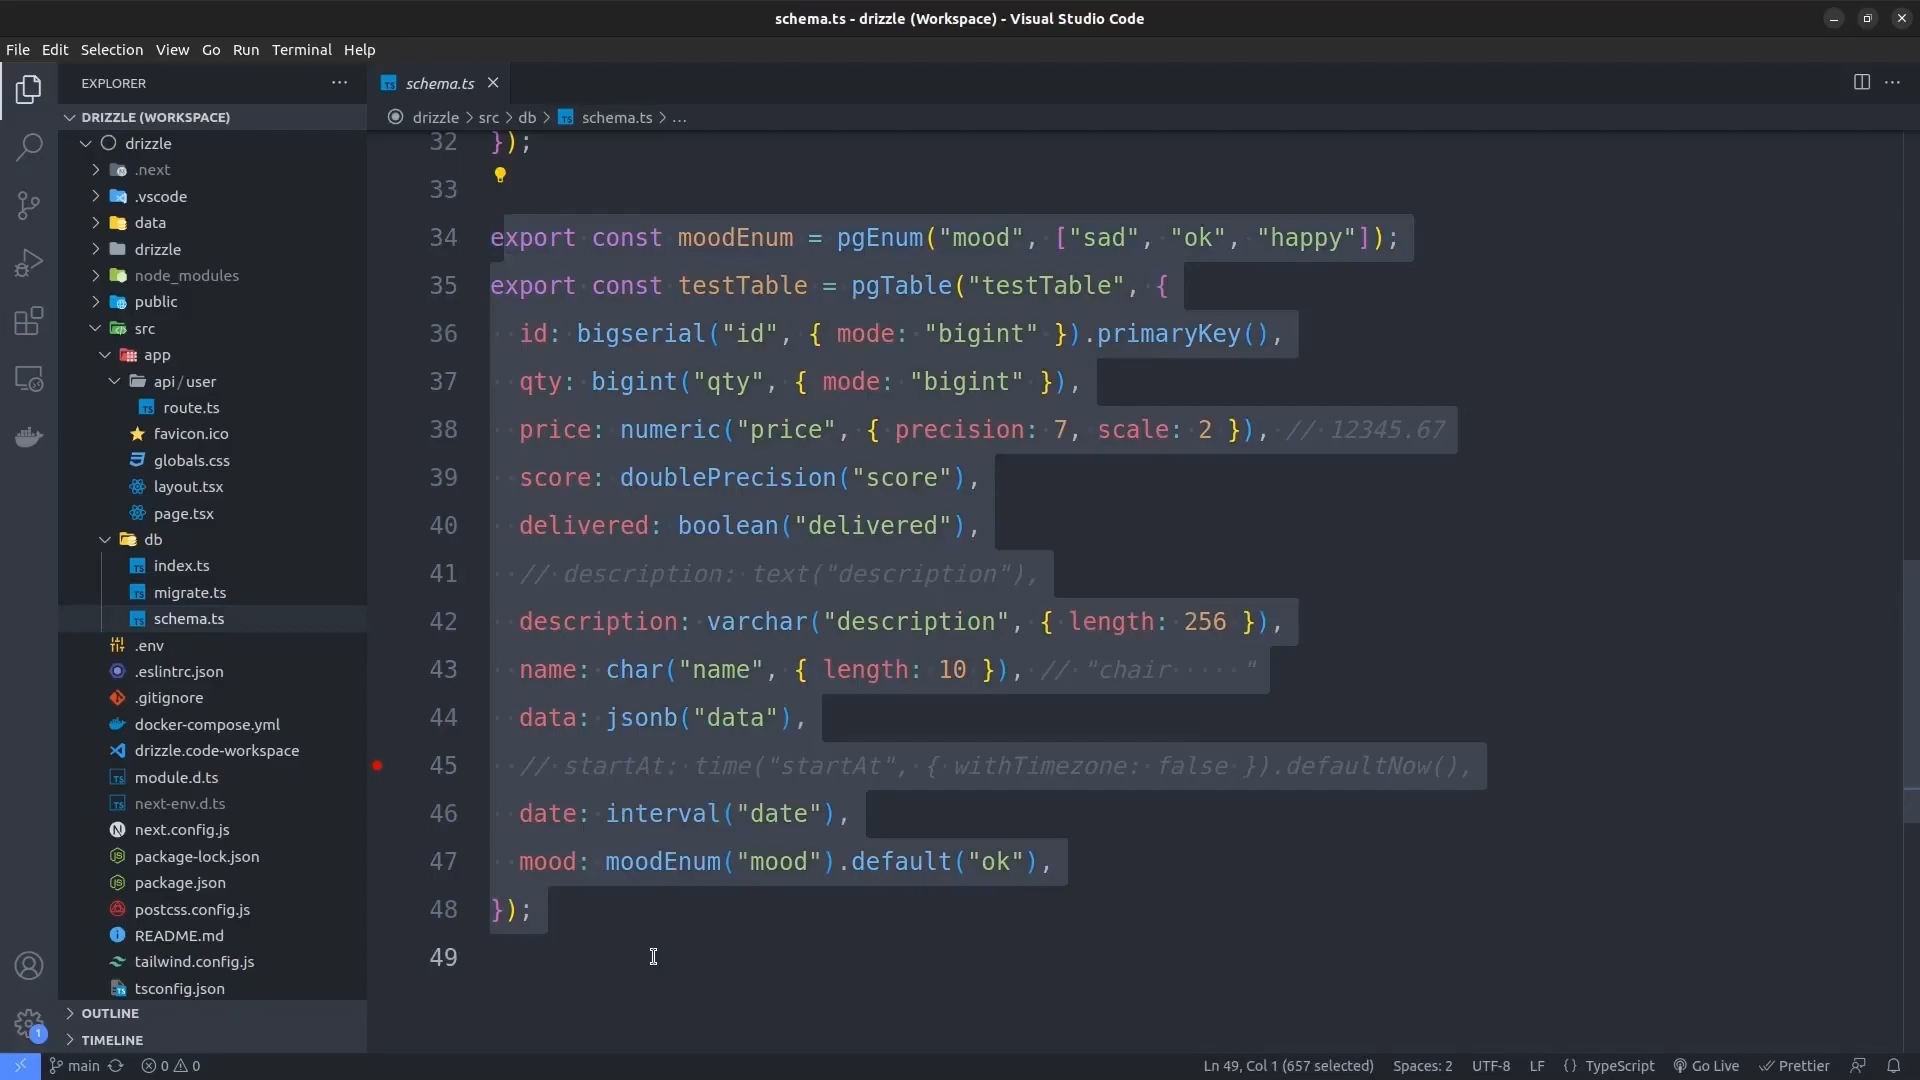 schema.ts - drizzle (Workspace) - Visual Studio Code
File Edit Selection View Go Run Terminal Help
EXPLORER
DRIZZLE (WORKSPACE)
drizzle
.next
.vscode
data
drizzle
node_modules
public
src
app
api/user
route.ts
favicon.ico
globals.css
layout.tsx
page.tsx
db
index.ts
migrate.ts
schema.ts
.env
.eslintrc.json
.gitignore
docker-compose.yml
drizzle.code-workspace
module.d.ts
next-env.d.ts
next.config.js
package-lock.json
package.json
postcss.config.js
README.md
tailwind.config.js
tsconfig.json
OUTLINE
TIMELINE
schema.ts
drizzle > src > db > schema.ts > ...
32 });
33
34 export const moodEnum = pgEnum("mood", ["sad", "ok", "happy"]);
35 export const testTable = pgTable("testTable", {
36 id: bigserial("id", { mode: "bigint" }).primaryKey(),
37 qty: bigint("qty", { mode: "bigint" }),
38 price: numeric("price", { precision: 7, scale: 2 }), // 12345.67
39 score: doublePrecision("score"),
40 delivered: boolean("delivered"),
41 // description: text("description"),
42 description: varchar("description", { length: 256 }),
43 name: char("name", { length: 10 }), // "chair     "
44 data: jsonb("data"),
45 // startAt: time("startAt", { withTimezone: false }).defaultNow(),
46 date: interval("date"),
47 mood: moodEnum("mood").default("ok"),
48 });
49
1
main 0 0 Ln 49, Col 1 (657 selected) Spaces: 2 UTF-8 LF {} TypeScript Go Live Prettier